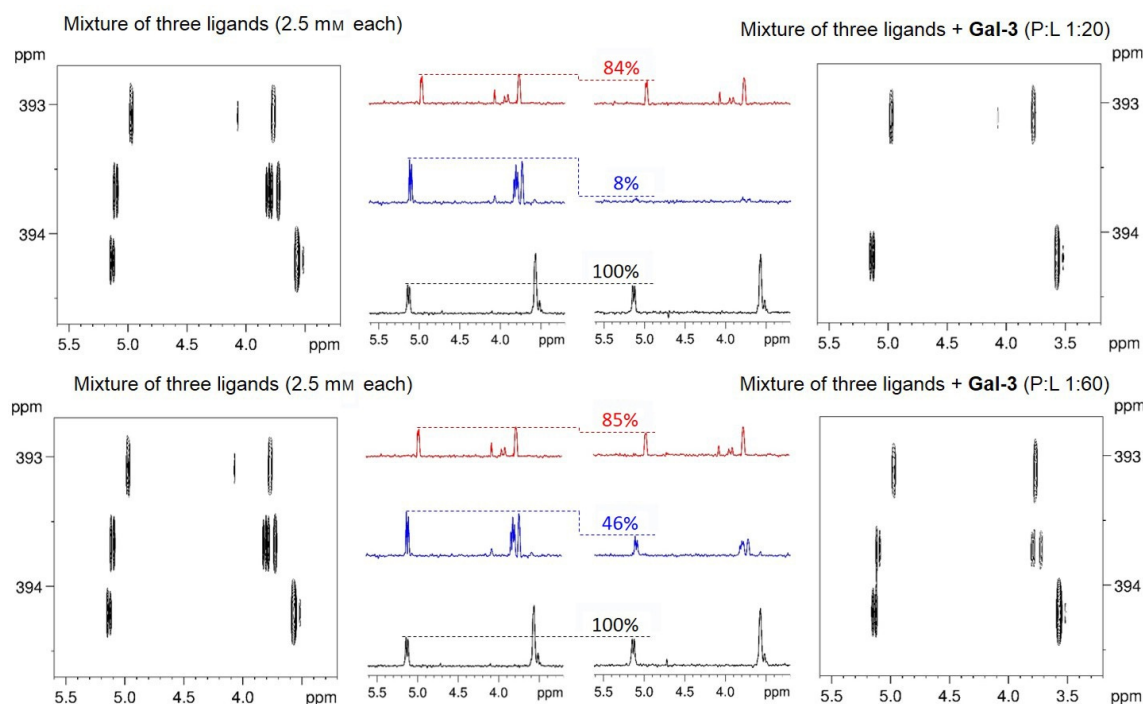 Mixture of three ligands (2.5 mᴍ each)
Mixture of three ligands + Gal-3 (P:L 1:20)
ppm
393
394
5.5 5.0 4.5 4.0 ppm
84%
8%
100%
5.5 5.0 4.5 4.0 ppm
5.5 5.0 4.5 4.0 ppm
ppm
393
394
5.0 4.5 4.0 3.5 ppm
Mixture of three ligands (2.5 mᴍ each)
Mixture of three ligands + Gal-3 (P:L 1:60)
ppm
393
394
5.5 5.0 4.5 4.0 ppm
85%
46%
100%
5.5 5.0 4.5 4.0 ppm
5.5 5.0 4.5 4.0 ppm
ppm
393
394
5.5 5.0 4.5 4.0 3.5 ppm